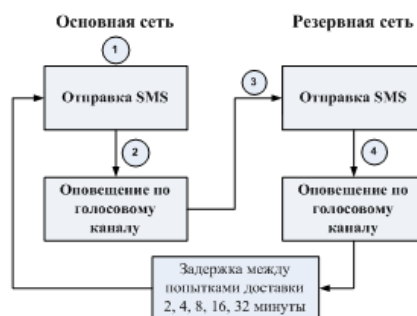 Основная сеть
Резервная сеть
1
3
Отправка SMS
Отправка SMS
2
4
Оповещение по
голосовому
каналу
Оповещение по
голосовому
каналу
Задержка между
попытками доставки
2, 4, 8, 16, 32 минуты